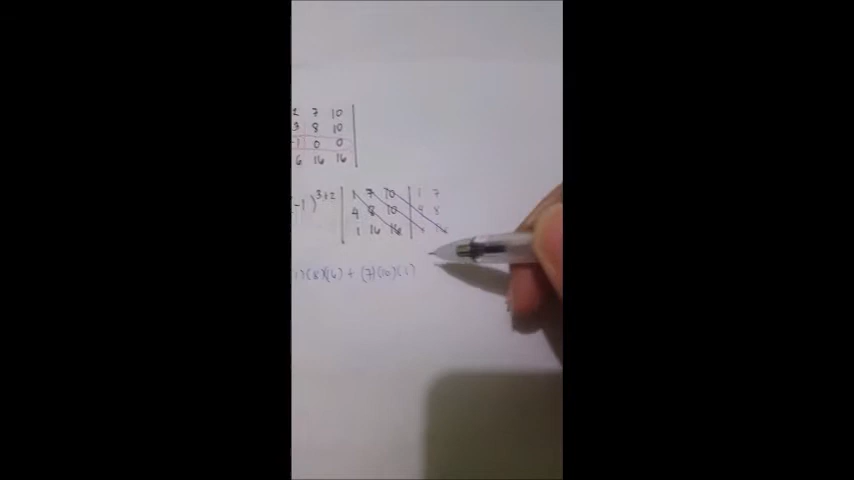 2 7 10
3 8 10
-1 0 0
6 16 16
(-1)^3+2 | 1 7 10 | 1 7
4 8 10 | 4 8
1 16 16 | 1
1)(8)(16) + (7)(10)(1)